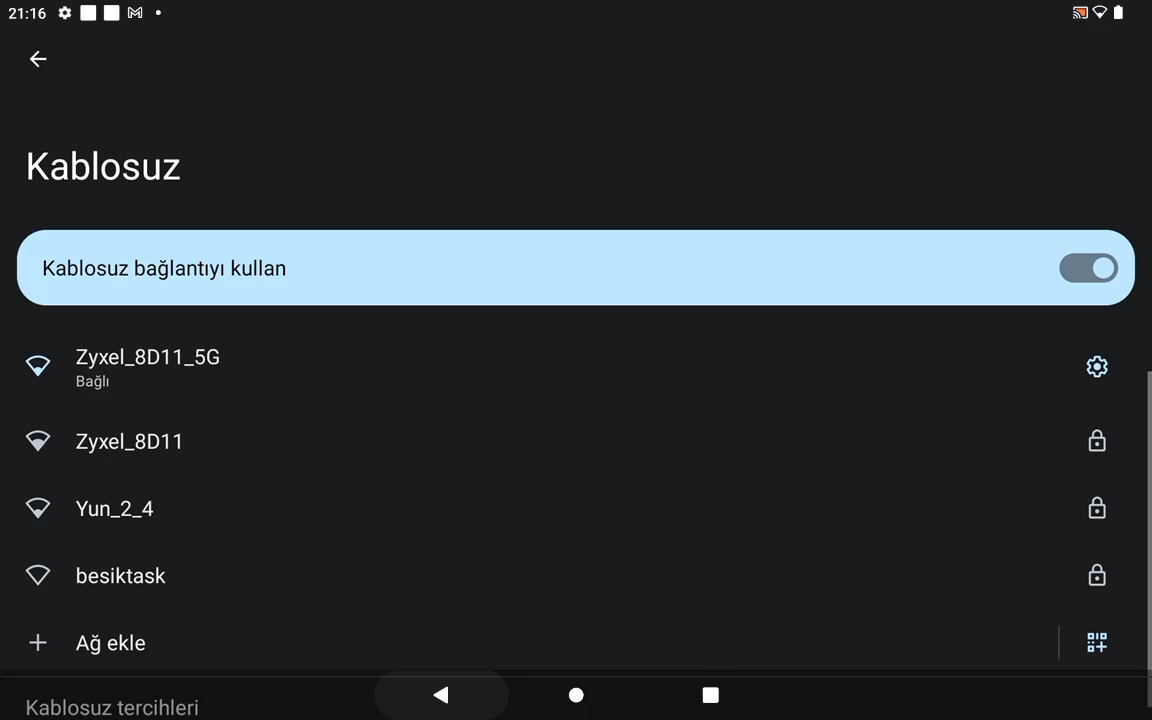 21:16
Kablosuz
Kablosuz bağlantıyı kullan
Zyxel_8D11_5G
Bağlı
Zyxel_8D11
Yun_2_4
besiktask
Ağ ekle
Kablosuz tercihleri